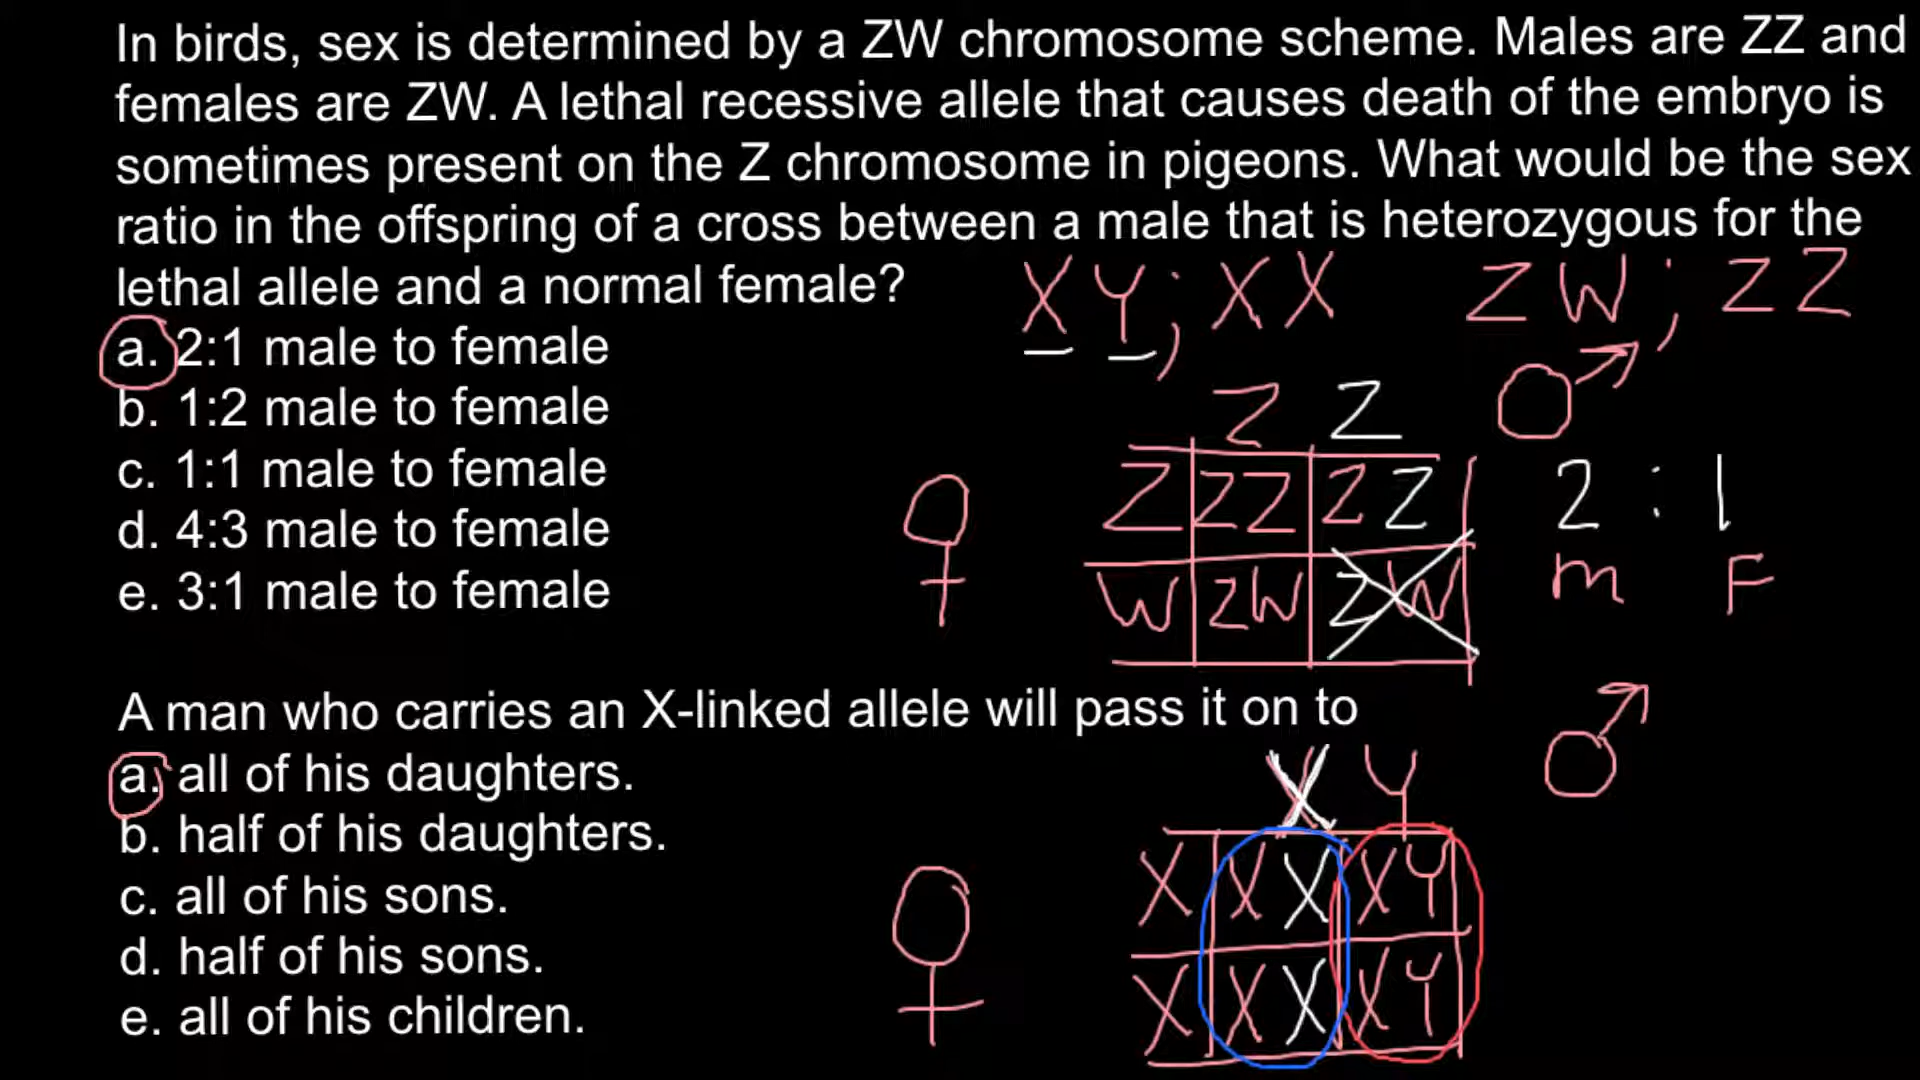 In birds, sex is determined by a ZW chromosome scheme. Males are ZZ and
females are ZW. A lethal recessive allele that causes death of the embryo is
sometimes present on the Z chromosome in pigeons. What would be the sex
ratio in the offspring of a cross between a male that is heterozygous for the
lethal allele and a normal female?
XY; XX ZW; ZZ
a. 2:1 male to female
b. 1:2 male to female
c. 1:1 male to female
d. 4:3 male to female
e. 3:1 male to female
♂
Z Z
Z ZZ ZZ
W ZW ZW
♀
2 : 1
m F
A man who carries an X-linked allele will pass it on to
a. all of his daughters.
b. half of his daughters.
c. all of his sons.
d. half of his sons.
e. all of his children.
♂
X Y
X XX XY
X XX XY
♀